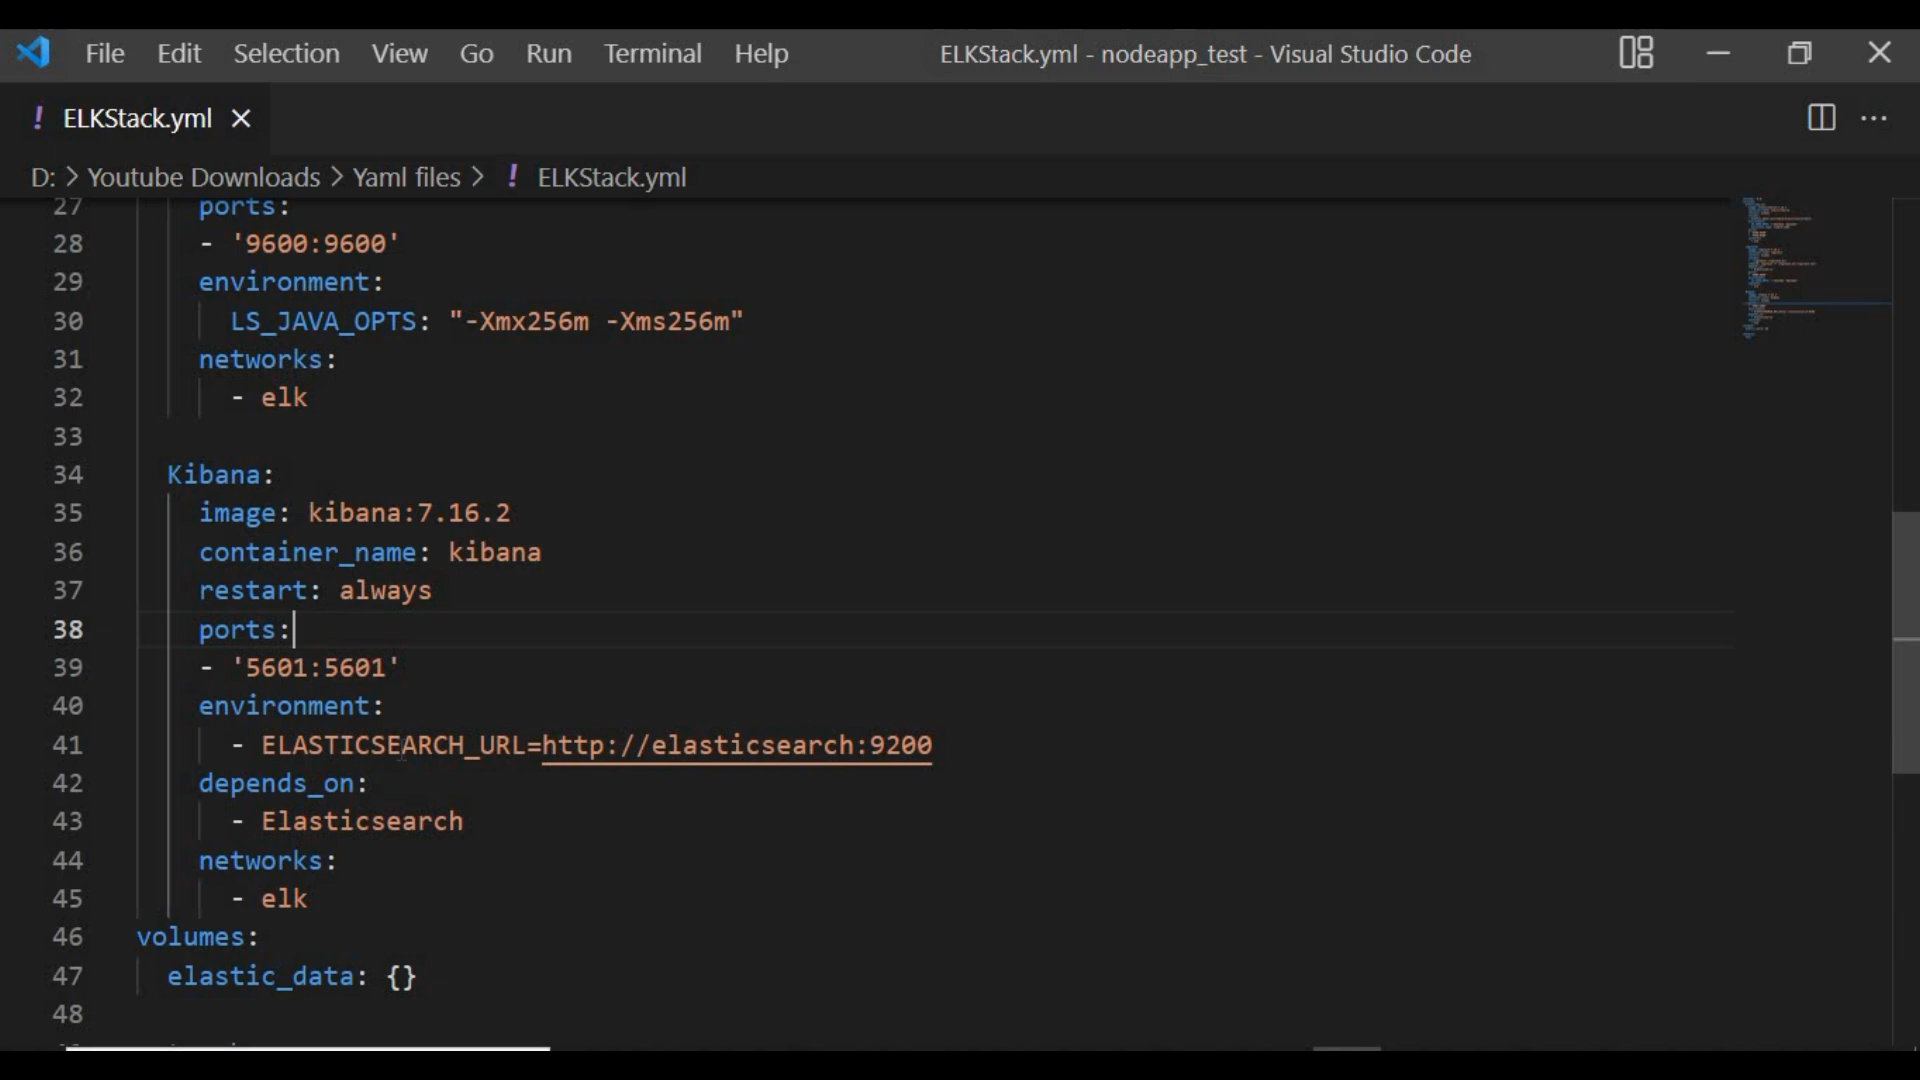 File Edit Selection View Go Run Terminal Help ELKStack.yml - nodeapp_test - Visual Studio Code
! ELKStack.yml
D: > Youtube Downloads > Yaml files > ! ELKStack.yml
27 ports:
28 - '9600:9600'
29 environment:
30 LS_JAVA_OPTS: "-Xmx256m -Xms256m"
31 networks:
32 - elk
33
34 Kibana:
35 image: kibana:7.16.2
36 container_name: kibana
37 restart: always
38 ports:
39 - '5601:5601'
40 environment:
41 - ELASTICSEARCH_URL=http://elasticsearch:9200
42 depends_on:
43 - Elasticsearch
44 networks:
45 - elk
46 volumes:
47 elastic_data: {}
48